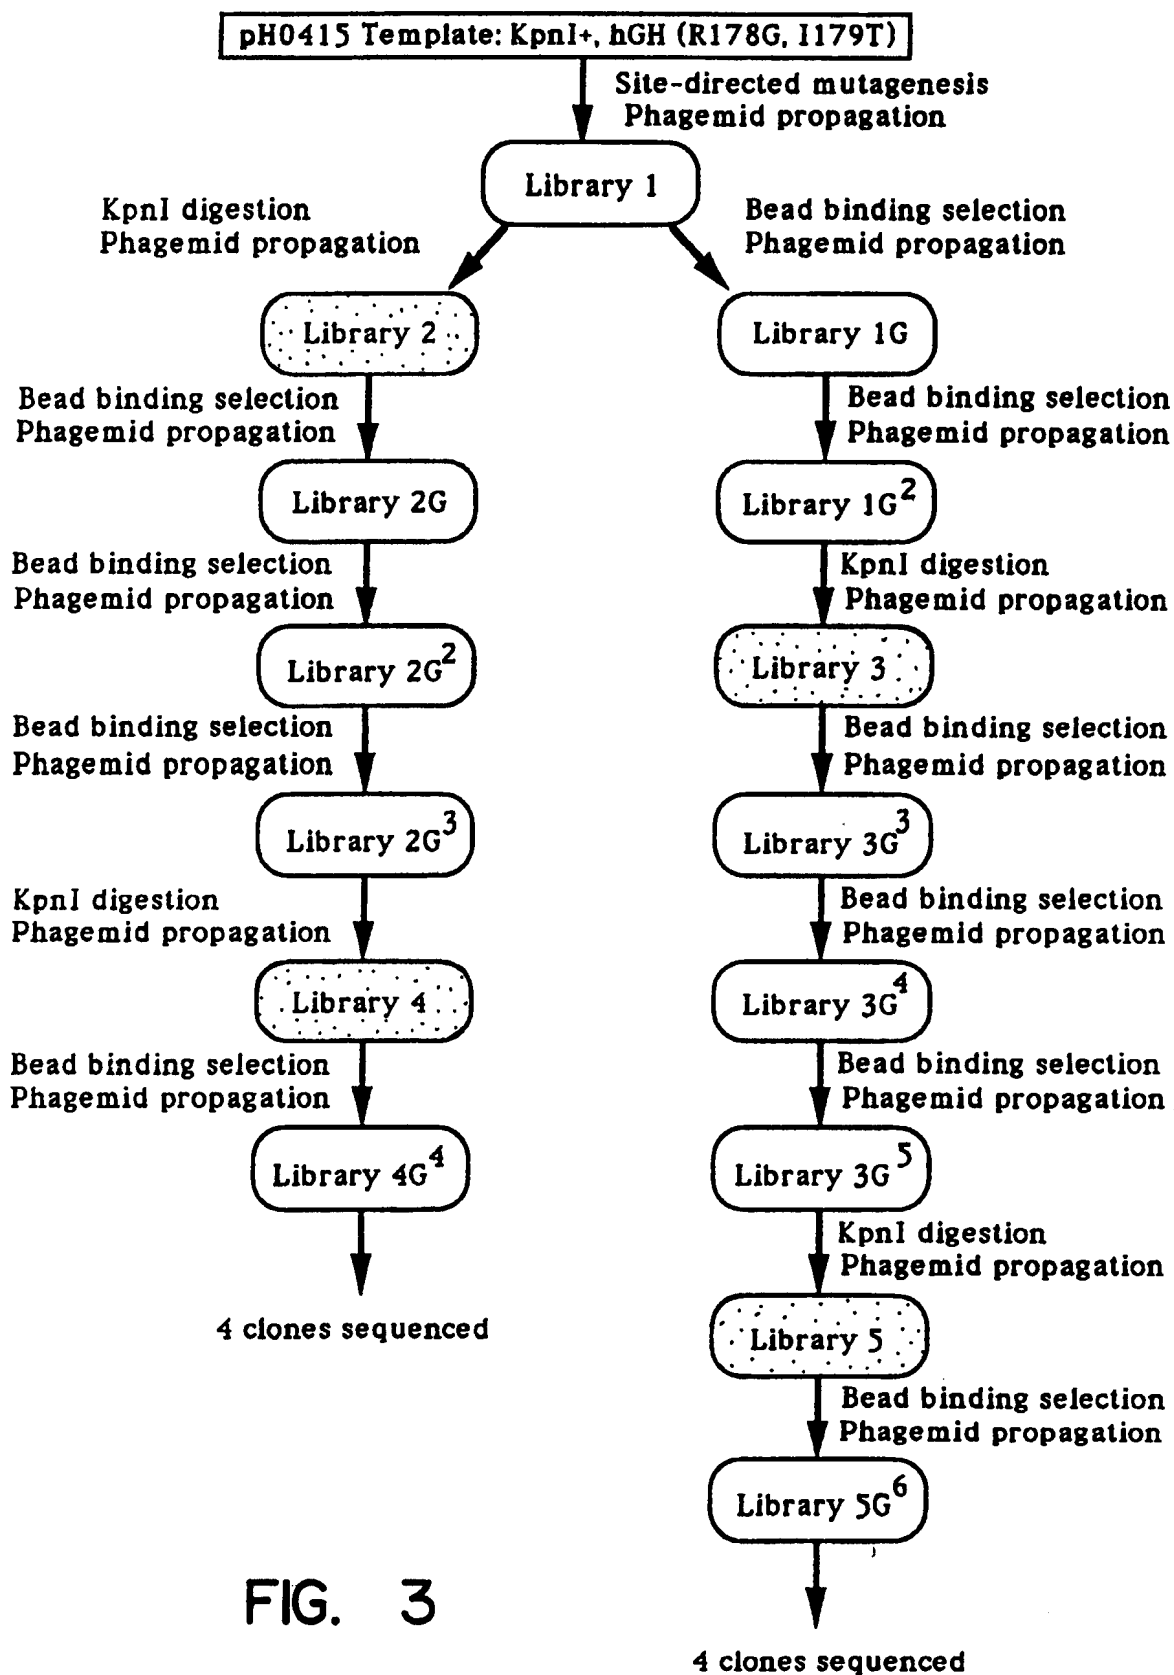 pH0415 Template: KpnI+, hGH (R178G, I179T)
Site-directed mutagenesis
Phagemid propagation
Library 1
KpnI digestion
Phagemid propagation
Bead binding selection
Phagemid propagation
Library 2
Library 1G
Bead binding selection
Phagemid propagation
Bead binding selection
Phagemid propagation
Library 2G
Library 1G²
Bead binding selection
Phagemid propagation
KpnI digestion
Phagemid propagation
Library 2G²
Library 3
Bead binding selection
Phagemid propagation
Bead binding selection
Phagemid propagation
Library 2G³
Library 3G³
KpnI digestion
Phagemid propagation
Bead binding selection
Phagemid propagation
Library 4
Library 3G⁴
Bead binding selection
Phagemid propagation
Bead binding selection
Phagemid propagation
Library 4G⁴
Library 3G⁵
KpnI digestion
Phagemid propagation
4 clones sequenced
Library 5
Bead binding selection
Phagemid propagation
Library 5G⁶
FIG. 3
4 clones sequenced